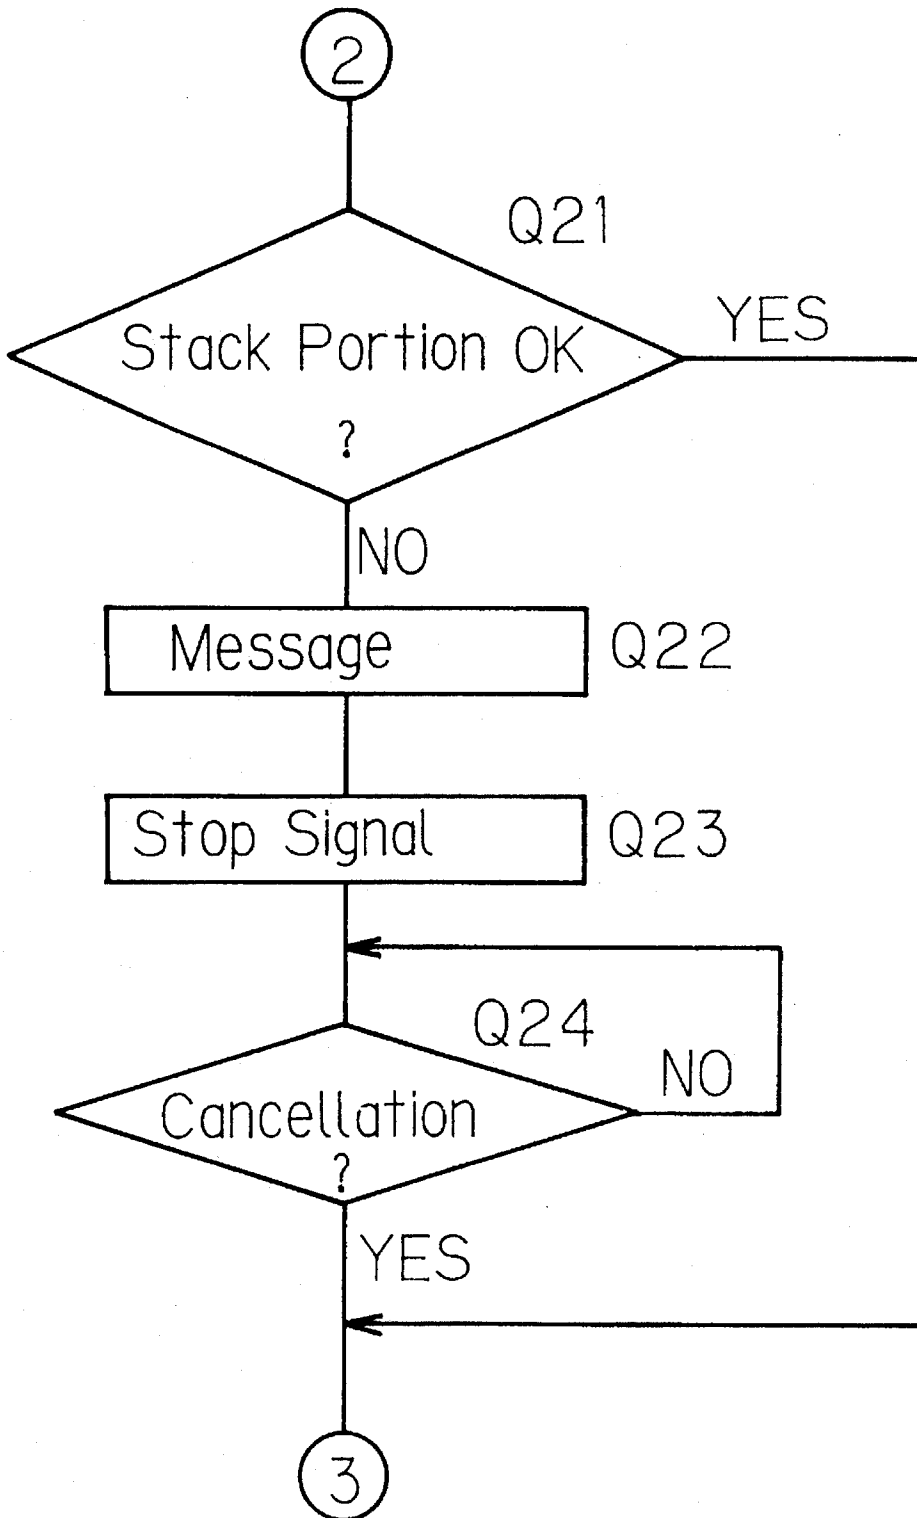 2
Q21
YES
Stack Portion OK
?
NO
Message
Q22
Stop Signal
Q23
Q24
NO
Cancellation
?
YES
3